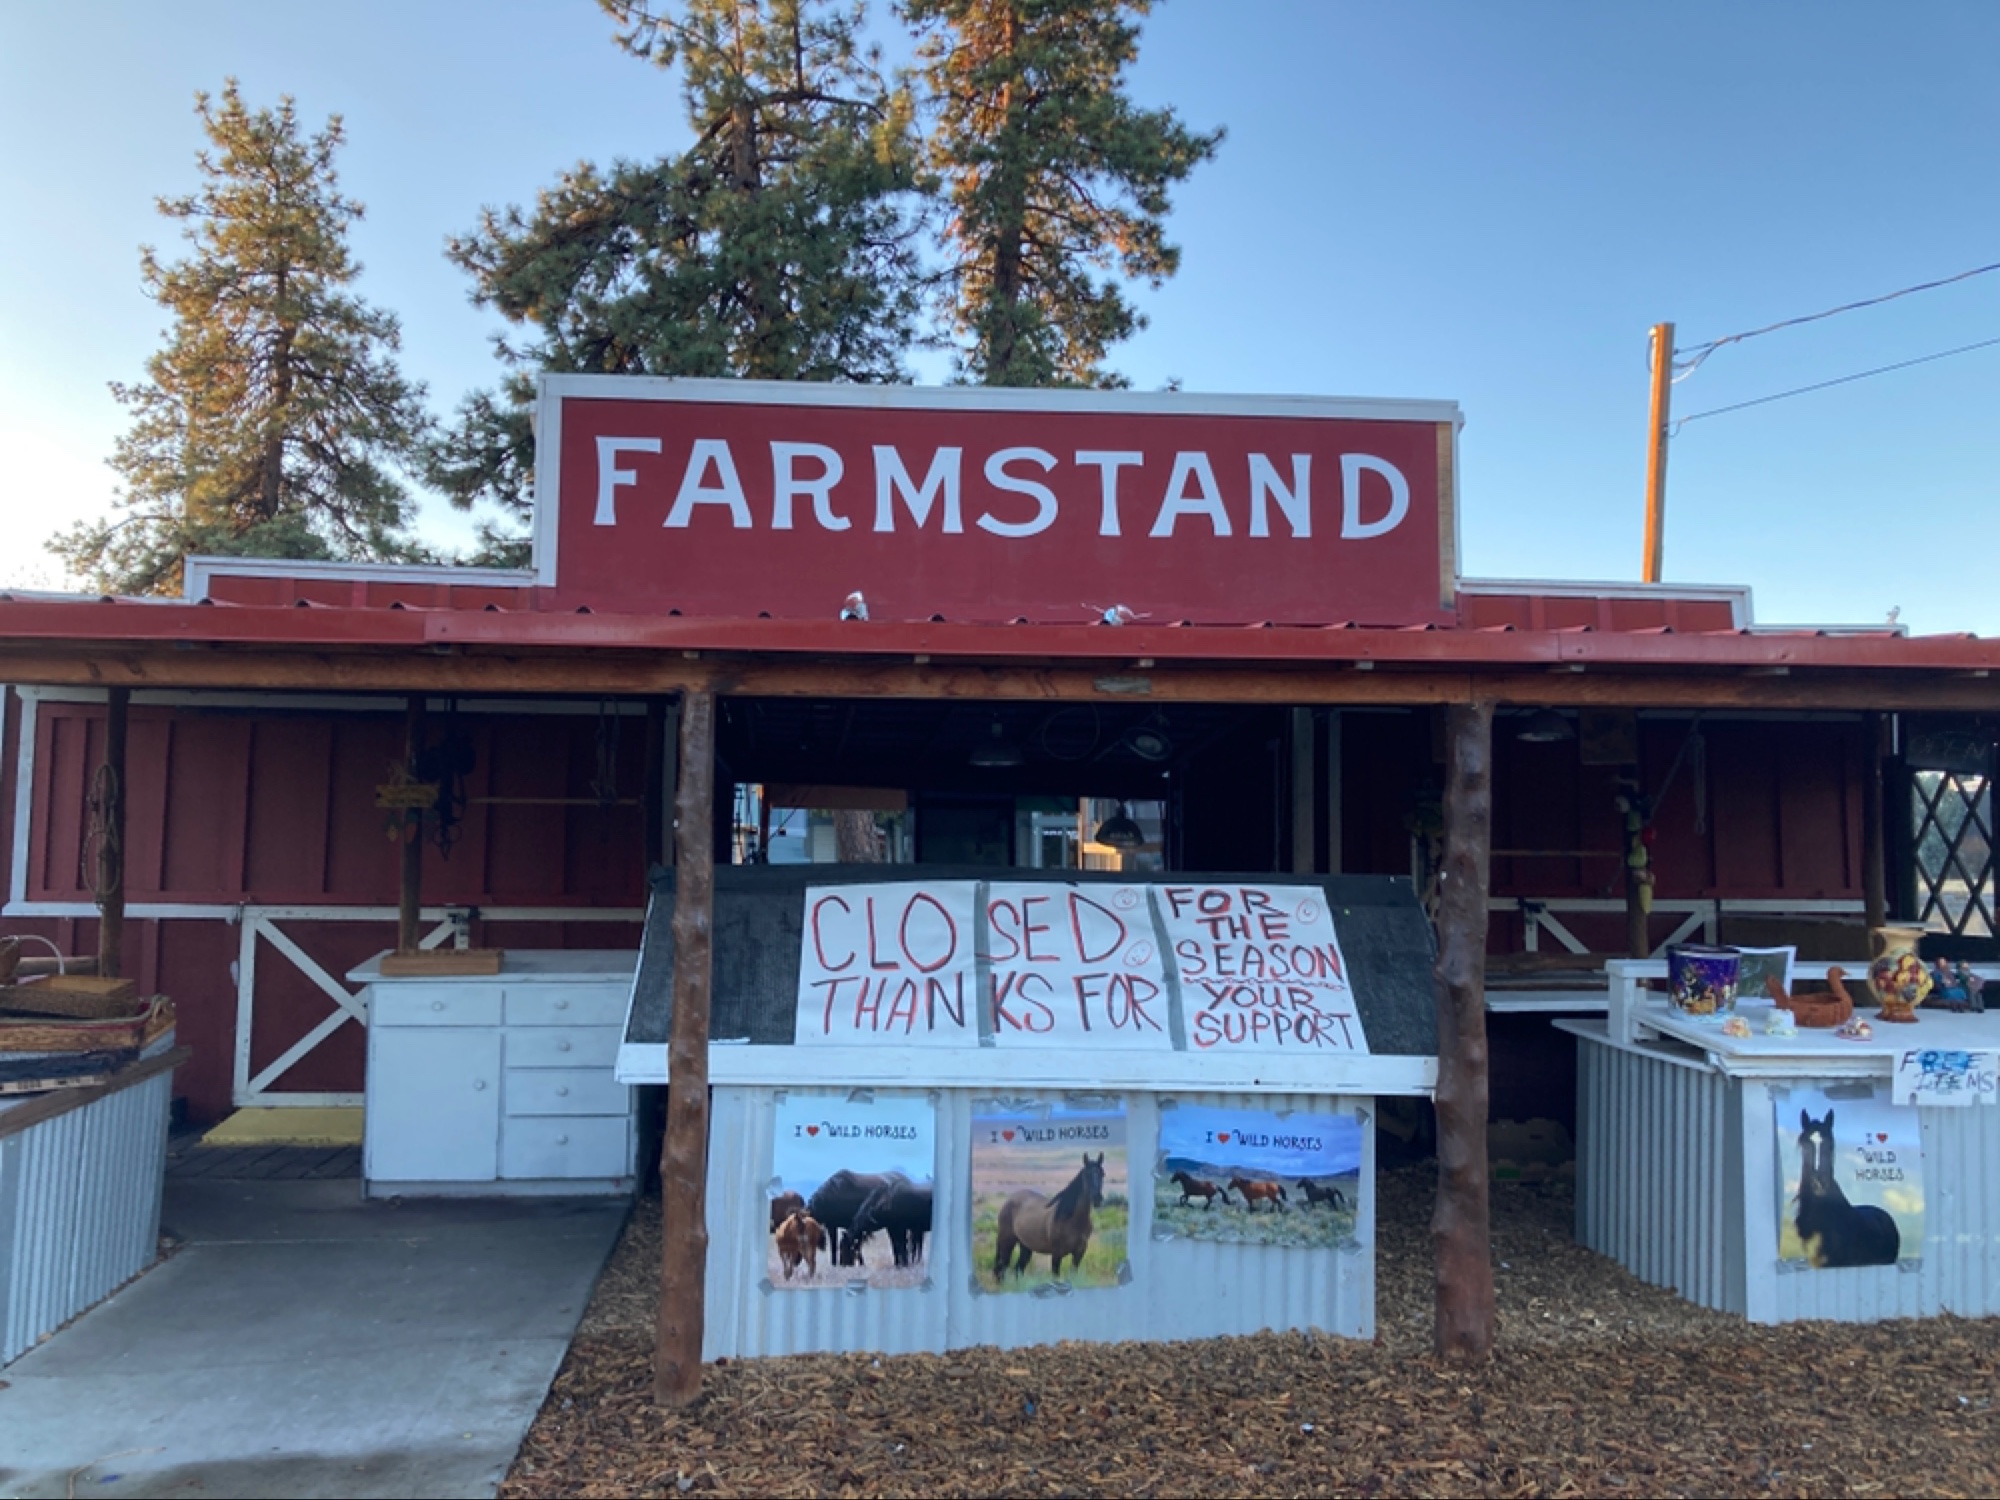 FARMSTAND
CLOSED FOR THE SEASON
THANKS FOR YOUR SUPPORT
I ♥ WILD HORSES
I ♥ WILD HORSES
I ♥ WILD HORSES
FREE
ITEMS
I ♥
WILD
HORSES